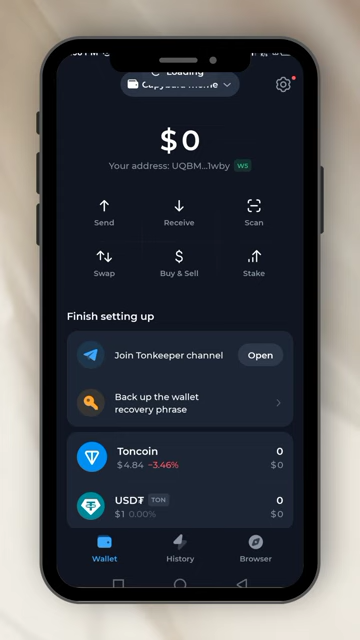 Loading
$0
Your address: UQBM...1wby W5
Send
Receive
Scan
Swap
Buy & Sell
Stake
Finish setting up
Join Tonkeeper channel
Open
Back up the wallet
recovery phrase
Toncoin 0
$4.84 −3.46% $0
USD₮ TON 0
$1 0.00% $0
Wallet
History
Browser